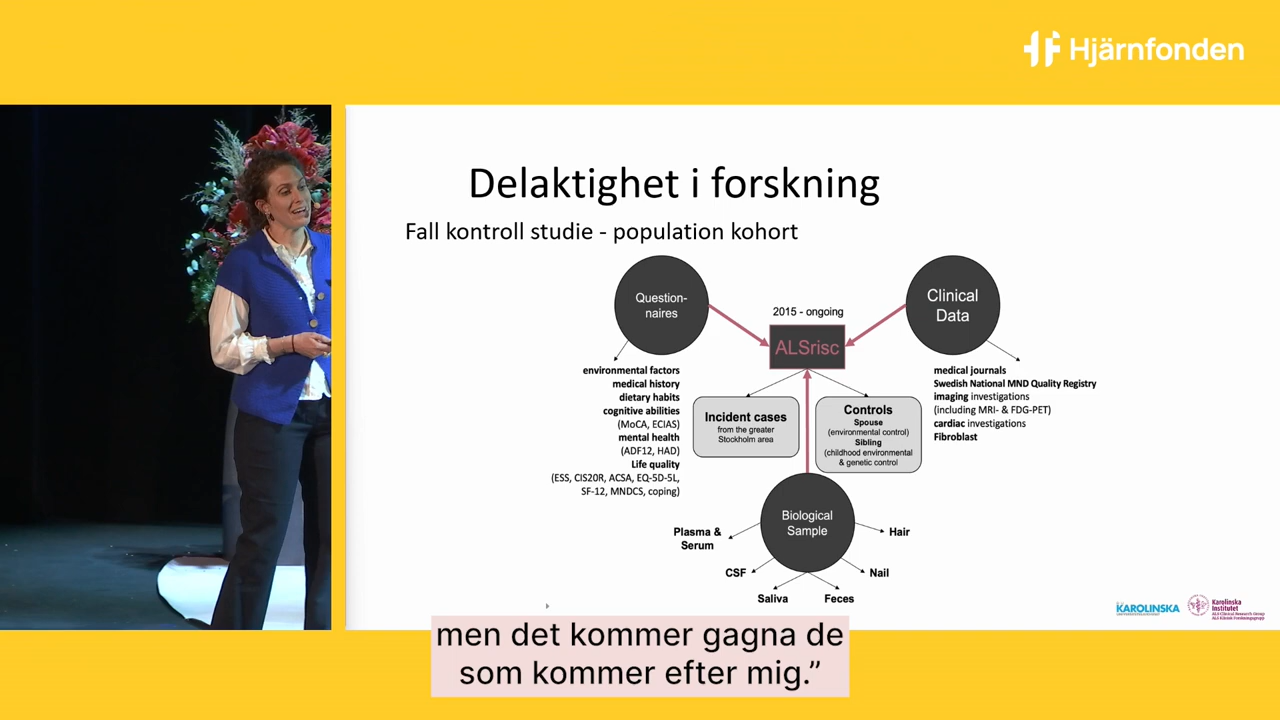 Hjärnfonden
Delaktighet i forskning
Fall kontroll studie - population kohort
Question-
naires
2015 - ongoing
ALSrisc
Clinical
Data
environmental factors
medical history
dietary habits
cognitive abilities
(MoCA, ECIAS)
mental health
(ADF12, HAD)
Life quality
(ESS, CIS20R, ACSA, EQ-5D-5L,
SF-12, MNDCS, coping)
Incident cases
from the greater
Stockholm area
Controls
Spouse
(environmental control)
Sibling
(childhood environmental
& genetic control
medical journals
Swedish National MND Quality Registry
imaging investigations
(including MRI- & FDG-PET)
cardiac investigations
Fibroblast
Biological
Sample
Plasma &
Serum
CSF
Saliva
Feces
Nail
Hair
KAROLINSKA
Karolinska
Institutet
men det kommer gagna de
som kommer efter mig.”